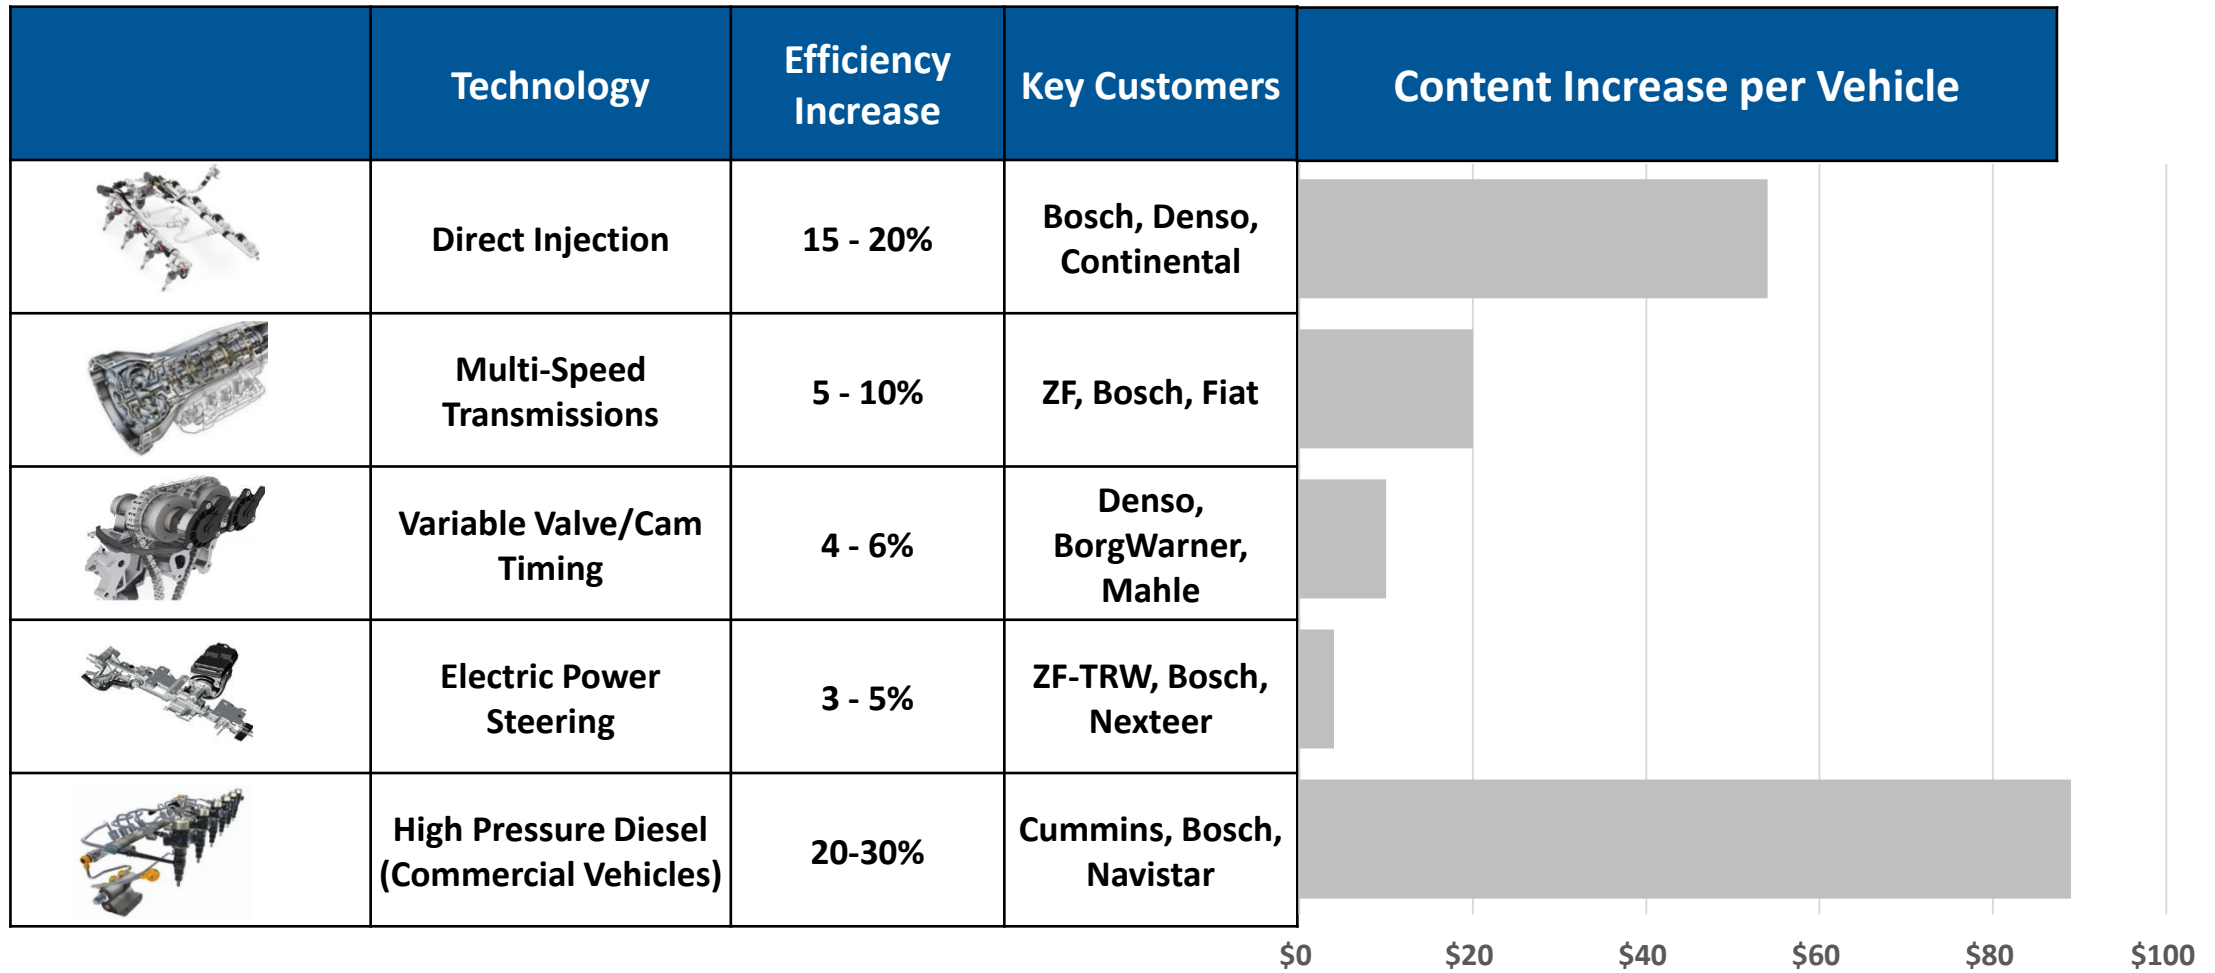 Technology
Efficiency
Increase
Key Customers
Content Increase per Vehicle
Direct Injection
15 - 20%
Bosch, Denso,
Continental
Multi-Speed
Transmissions
5 - 10%
ZF, Bosch, Fiat
Variable Valve/Cam
Timing
4 - 6%
Denso,
BorgWarner,
Mahle
Electric Power
Steering
3 - 5%
ZF-TRW, Bosch,
Nexteer
High Pressure Diesel
(Commercial Vehicles)
20-30%
Cummins, Bosch,
Navistar
$0
$20
$40
$60
$80
$100